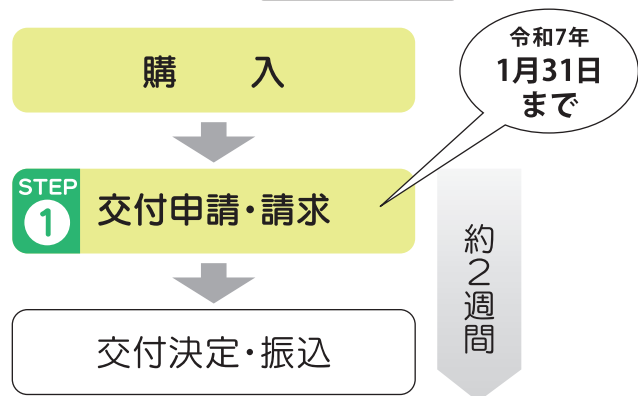 購 入
令和7年
1月31日
まで
STEP
1
交付申請・請求
約2週間
交付決定・振込